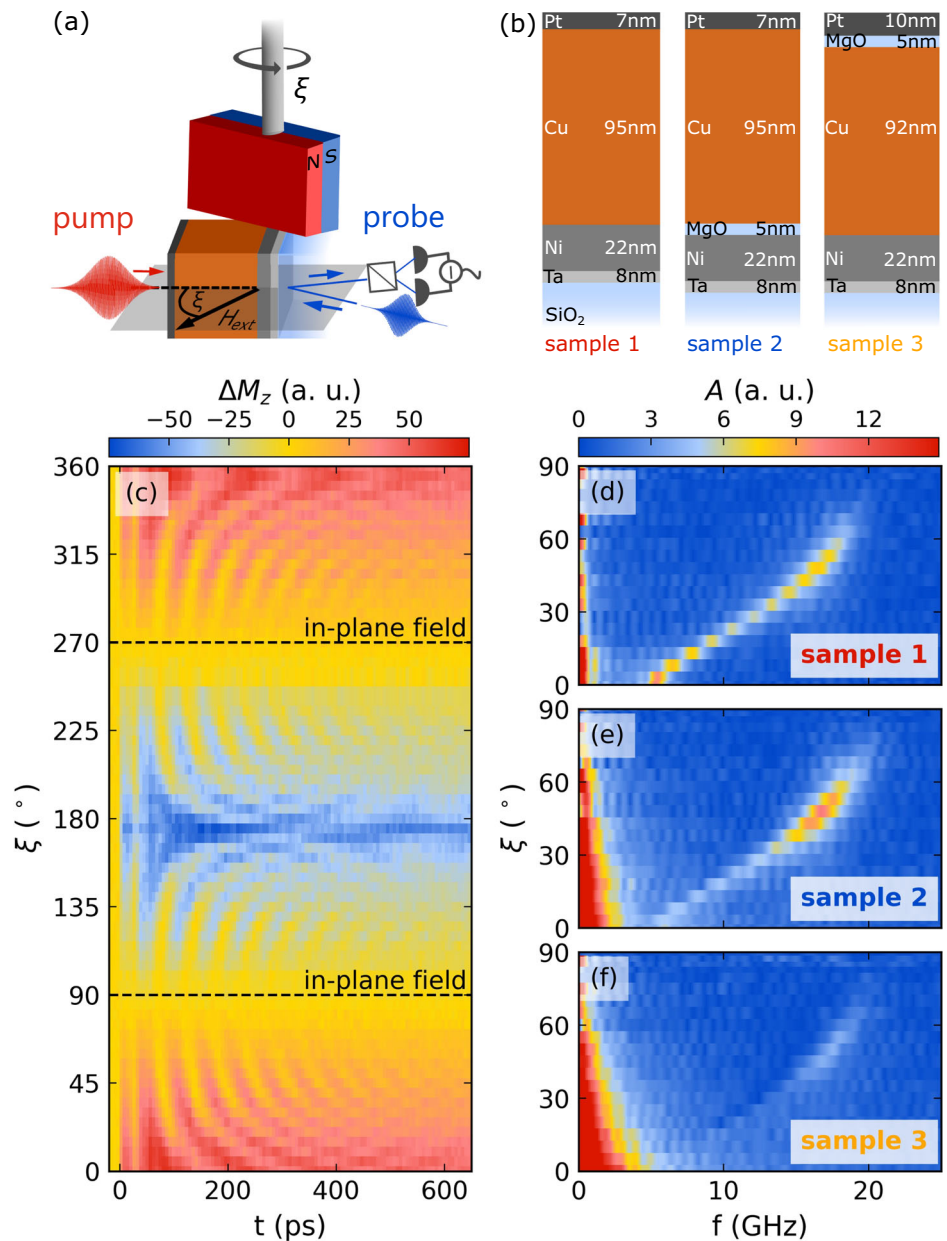 (a)
ξ
N S
pump
probe
ξ
H_ext
(b)
Pt 7nm
Cu 95nm
Ni 22nm
Ta 8nm
SiO₂
sample 1
Pt 7nm
Cu 95nm
MgO 5nm
Ni 22nm
Ta 8nm
sample 2
Pt 10nm
MgO 5nm
Cu 92nm
Ni 22nm
Ta 8nm
sample 3
ΔM_z (a. u.)
−50 −25 0 25 50
(c)
360
315
270
225
180
135
90
45
0
ξ (°)
in-plane field
in-plane field
0 200 400 600
t (ps)
A (a. u.)
0 3 6 9 12
(d)
90
60
30
0
sample 1
(e)
90
60
30
0
ξ (°)
sample 2
(f)
90
60
30
0
sample 3
10 20
f (GHz)